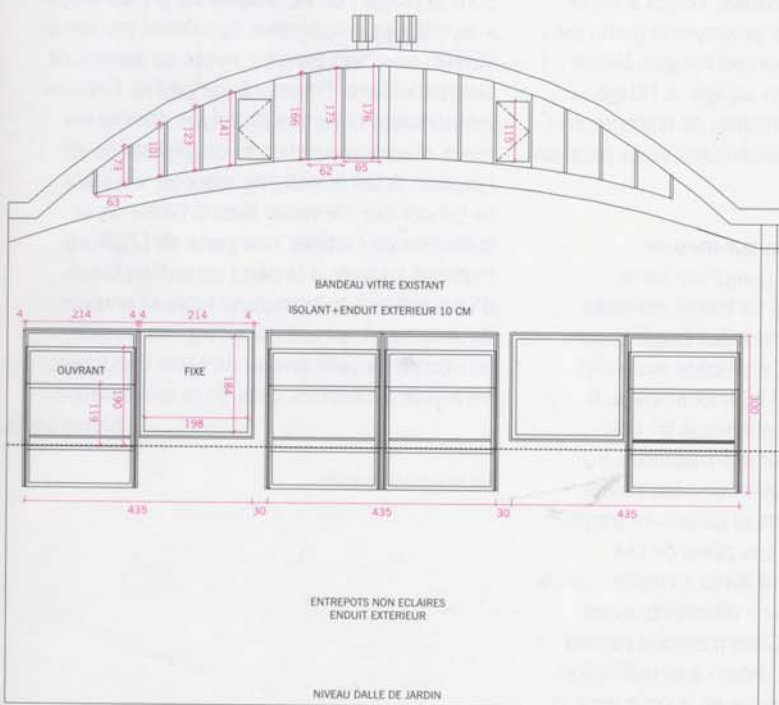 176
173
166
141
123
101
73
115
62
65
63
BANDEAU VITRE EXISTANT
ISOLANT+ENDUIT EXTERIEUR 10 CM
4 214 4 4 214 4
OUVRANT
FIXE
184
190
119
198
300
435 30 435 30 435
ENTREPOTS NON ECLAIRES
ENDUIT EXTERIEUR
NIVEAU DALLE DE JARDIN